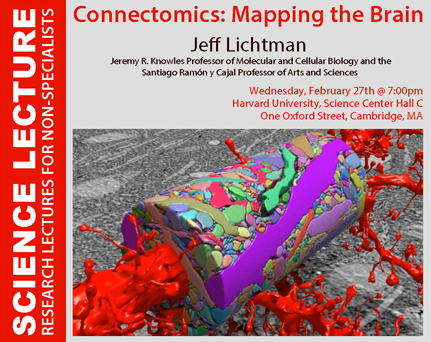 SCIENCE LECTURE
RESEARCH LECTURES FOR NON-SPECIALISTS
Connectomics: Mapping the Brain
Jeff Lichtman
Jeremy R. Knowles Professor of Molecular and Cellular Biology and the
Santiago Ramón y Cajal Professor of Arts and Sciences
Wednesday, February 27th @ 7:00pm
Harvard University, Science Center Hall C
One Oxford Street, Cambridge, MA